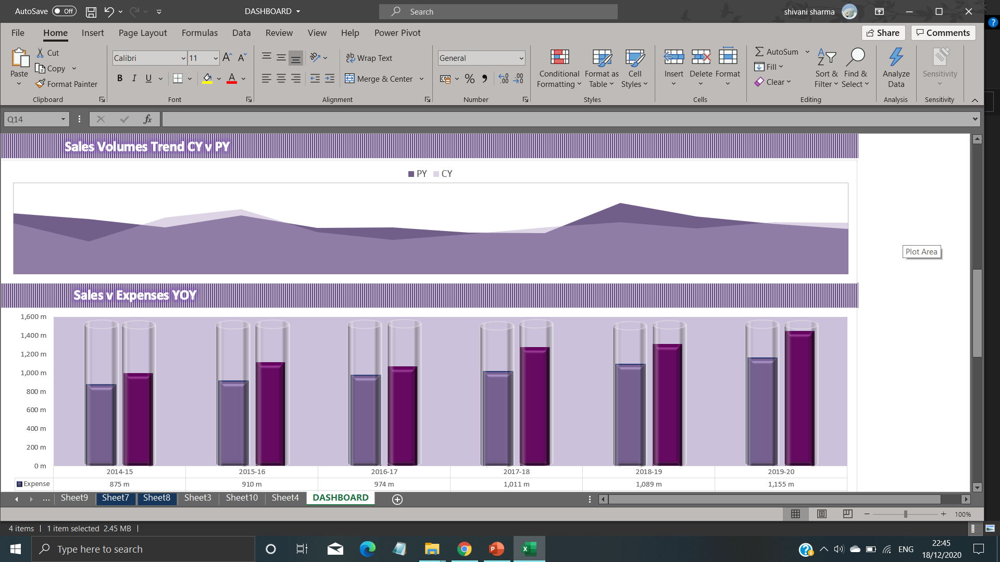 AutoSave Off DASHBOARD Search shivani sharma
File Home Insert Page Layout Formulas Data Review View Help Power Pivot Share Comments
Paste Cut Copy Format Painter Clipboard
Calibri 11 B I U A Font
Wrap Text Merge & Center Alignment
General % Number
Conditional Formatting Format as Table Cell Styles Styles
Insert Delete Format Cells
AutoSum Fill Clear Sort & Filter Find & Select Editing
Analyze Data Analysis
Sensitivity Sensitivity
Q14 fx
Sales Volumes Trend CY v PY
PY CY
Plot Area
Sales v Expenses YOY
1,600 m
1,400 m
1,200 m
1,000 m
800 m
600 m
400 m
200 m
0 m
2014-15 2015-16 2016-17 2017-18 2018-19 2019-20
Expense 875 m 910 m 974 m 1,011 m 1,089 m 1,155 m
... Sheet9 Sheet7 Sheet8 Sheet3 Sheet10 Sheet4 DASHBOARD
100%
4 items 1 item selected 2.45 MB
Type here to search ENG 22:45
18/12/2020